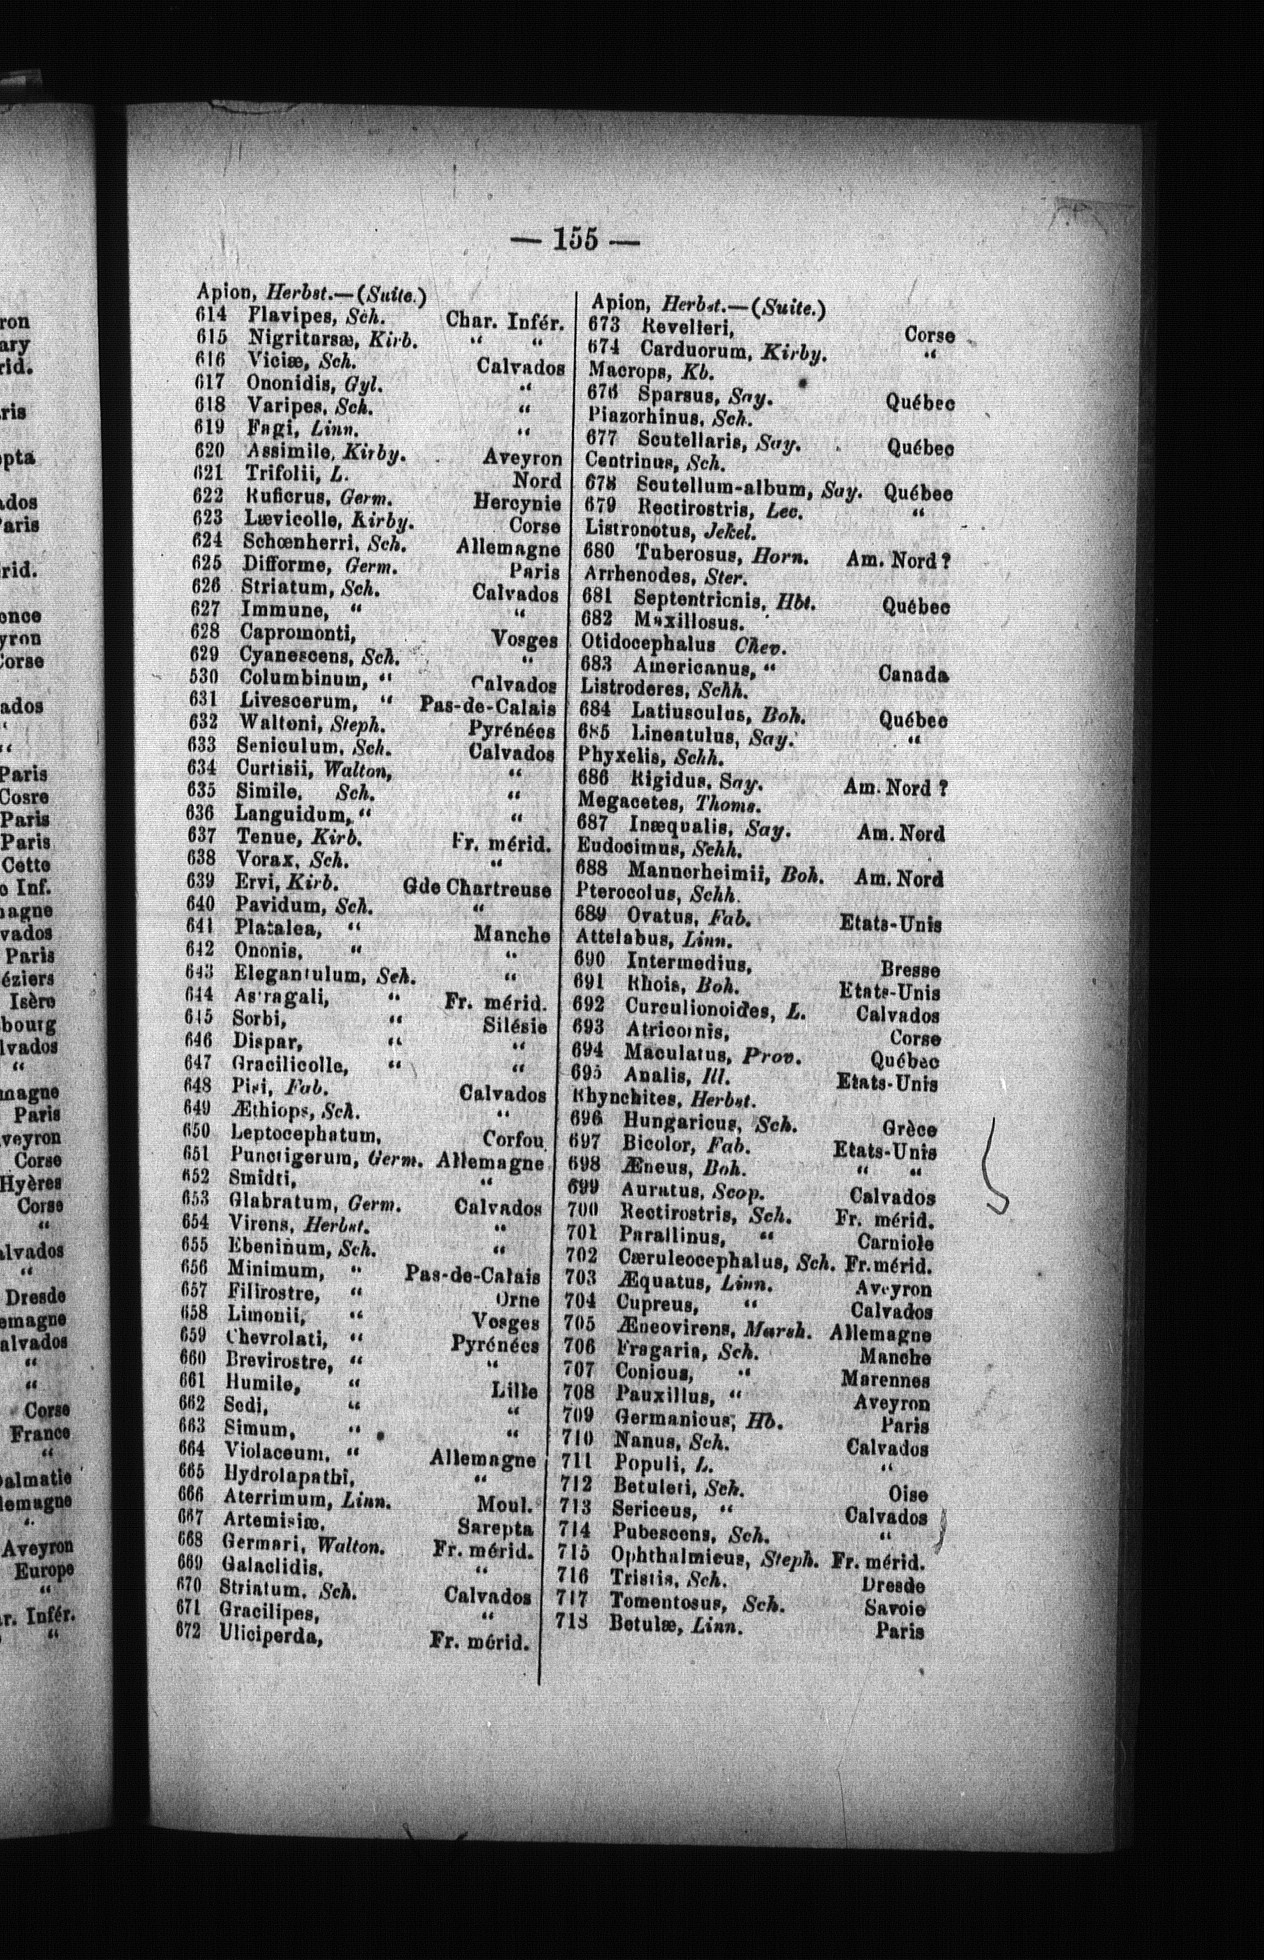 — 155 —
Apion, Herbst.—(Suite.)
614 Flavipes, Sch. Char. Infér.
615 Nigritarsæ, Kirb. “ “
616 Viciæ, Sch. Calvados
617 Ononidis, Gyl. “
618 Varipes, Sch. “
619 Fagi, Linn. “
620 Assimile, Kirby. Aveyron
621 Trifolii, L. Nord
622 Ruficrus, Germ. Hercynie
623 Lævicolle, Kirby. Corse
624 Schœnherri, Sch. Allemagne
625 Difforme, Germ. Paris
626 Striatum, Sch. Calvados
627 Immune, “ “
628 Capromonti, Vosges
629 Cyanescens, Sch. “
530 Columbinum, “ Calvados
631 Livescerum, “ Pas-de-Calais
632 Waltoni, Steph. Pyrénées
633 Seniculum, Sch. Calvados
634 Curtisii, Walton, “
635 Simile, Sch. “
636 Languidum, “ “
637 Tenue, Kirb. Fr. mérid.
638 Vorax, Sch. “
639 Ervi, Kirb. Gde Chartreuse
640 Pavidum, Sch. “
641 Platalea, “ Manche
642 Ononis, “ “
643 Elegantulum, Sch. “
644 Astragali, “ Fr. mérid.
645 Sorbi, “ Silésie
646 Dispar, “ “
647 Gracilicolle, “ “
648 Pisi, Fab. Calvados
649 Æthiops, Sch. “
650 Leptocephatum, Corfou
651 Punctigerum, Germ. Allemagne
652 Smidti, “
653 Glabratum, Germ. Calvados
654 Virens, Herbst. “
655 Ebeninum, Sch. “
656 Minimum, “ Pas-de-Calais
657 Filirostre, “ Orne
658 Limonii, “ Vosges
659 Chevrolati, “ Pyrénées
660 Brevirostre, “ “
661 Humile, “ Lille
662 Sedi, “ “
663 Simum, “ “
664 Violaceum, “ Allemagne
665 Hydrolapathi, “
666 Aterrimum, Linn. Moul.
667 Artemisiæ, Sarepta
668 Germari, Walton. Fr. mérid.
669 Galactidis, “
670 Striatum, Sch. Calvados
671 Gracilipes, “
672 Uliciperda, Fr. mérid.
Apion, Herbst.—(Suite.)
673 Revelieri, Corse
674 Carduorum, Kirby. “
Macrops, Kb.
676 Sparsus, Say. Québec
Piazorhinus, Sch.
677 Scutellaris, Say. Québec
Centrinus, Sch.
678 Scutellum-album, Say. Québec
679 Rectirostris, Lec. “
Listronotus, Jekel.
680 Tuberosus, Horn. Am. Nord?
Arrhenodes, Ster.
681 Septentricnis, Hbt. Québec
682 Maxillosus.
Otidocephalus Chev.
683 Americanus, “ Canada
Listroderes, Schh.
684 Latiusculus, Boh. Québec
685 Lineatulus, Say. “
Phyxelis, Schh.
686 Rigidus, Say. Am. Nord ?
Megacetes, Thoms.
687 Inæqualis, Say. Am. Nord
Eudocimus, Schh.
688 Mannerheimii, Boh. Am. Nord
Pterocolus, Schh.
689 Ovatus, Fab. Etats-Unis
Attelabus, Linn.
690 Intermedius, Bresse
691 Rhois, Boh. Etats-Unis
692 Curculionoides, L. Calvados
693 Atricornis, Corse
694 Maculatus, Prov. Québec
695 Analis, Ill. Etats-Unis
Rhynchites, Herbst.
696 Hungaricus, Sch. Grèce
697 Bicolor, Fab. Etats-Unis
698 Æneus, Boh. “ “
699 Auratus, Scop. Calvados
700 Rectirostris, Sch. Fr. mérid.
701 Parallinus, “ Carniole
702 Cæruleocephalus, Sch. Fr. mérid.
703 Æquatus, Linn. Aveyron
704 Cupreus, “ Calvados
705 Æneovirens, Marsh. Allemagne
706 Fragaria, Sch. Manche
707 Conicus, “ Marennes
708 Pauxillus, “ Aveyron
709 Germanicus, Hb. Paris
710 Nanus, Sch. Calvados
711 Populi, L. “
712 Betuleti, Sch. Oise
713 Sericeus, “ Calvados
714 Pubescens, Sch. “
715 Ophthalmicus, Steph. Fr. mérid.
716 Tristis, Sch. Dresde
717 Tomentosus, Sch. Savoie
718 Betulæ, Linn. Paris